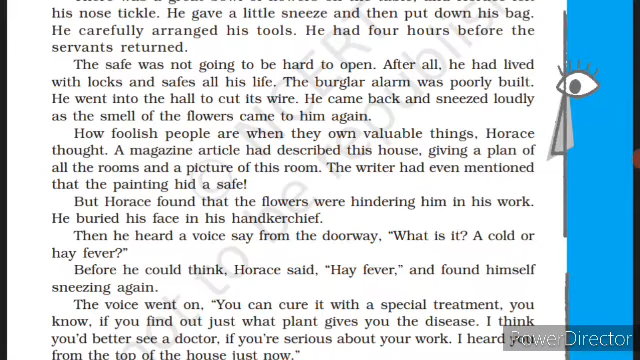 his nose tickle. He gave a little sneeze and then put down his bag.
He carefully arranged his tools. He had four hours before the
servants returned.
The safe was not going to be hard to open. After all, he had lived
with locks and safes all his life. The burglar alarm was poorly built.
He went into the hall to cut its wire. He came back and sneezed loudly
as the smell of the flowers came to him again.
How foolish people are when they own valuable things, Horace
thought. A magazine article had described this house, giving a plan of
all the rooms and a picture of this room. The writer had even mentioned
that the painting hid a safe!
But Horace found that the flowers were hindering him in his work.
He buried his face in his handkerchief.
Then he heard a voice say from the doorway, “What is it? A cold or
hay fever?”
Before he could think, Horace said, “Hay fever,” and found himself
sneezing again.
The voice went on, “You can cure it with a special treatment, you
know, if you find out just what plant gives you the disease. I think
you’d better see a doctor, if you’re serious about your work. I heard you
from the top of the house just now.”
© NCERT
not to be republish
PowerDirector